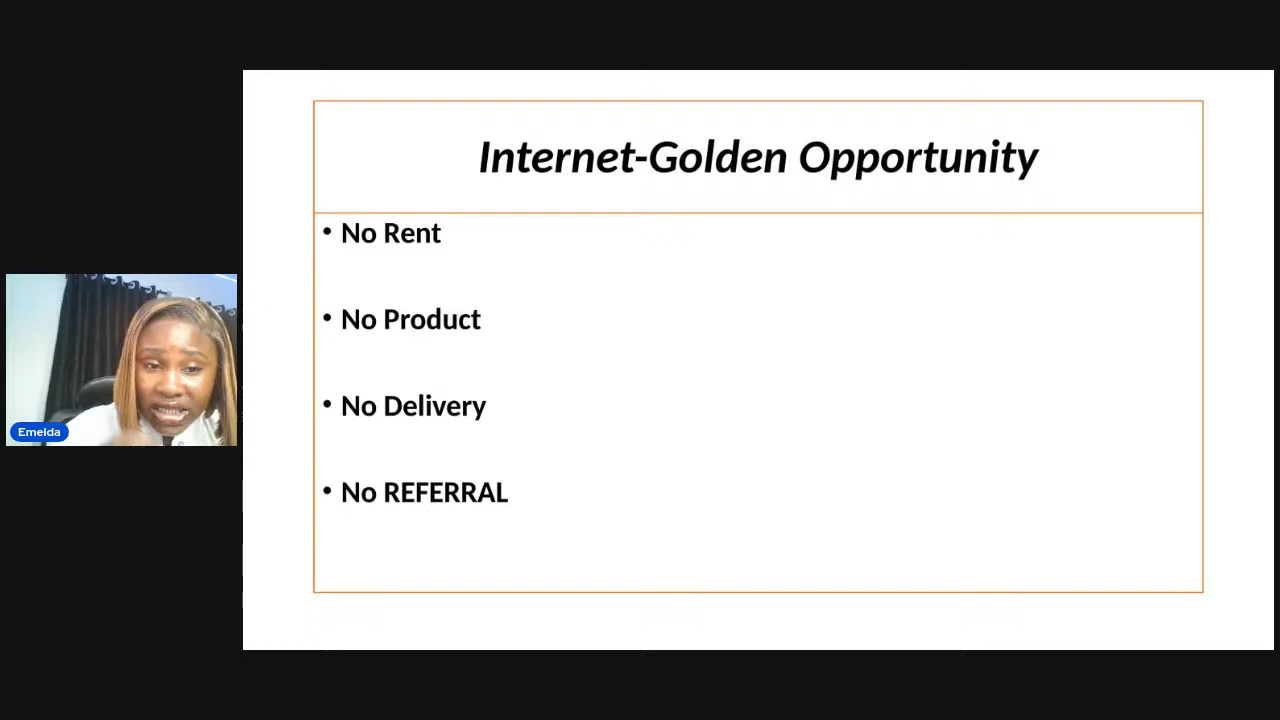 Internet-Golden Opportunity
• No Rent
• No Product
• No Delivery
• No REFERRAL
Emelda